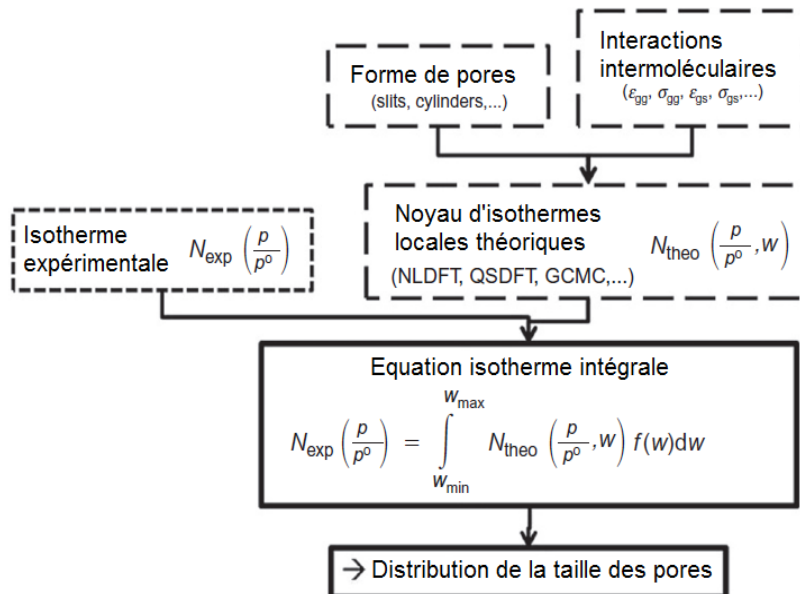 Forme de pores
(slits, cylinders,...)
Interactions
intermoléculaires
(εgg, σgg, εgs, σgs,...)
Isotherme
expérimentale Nexp (p/p⁰)
Noyau d'isothermes
locales théoriques
(NLDFT, QSDFT, GCMC,...)
Ntheo (p/p⁰, w)
Equation isotherme intégrale
Nexp (p/p⁰) = ∫ wmin wmax Ntheo (p/p⁰, w) f(w)dw
→ Distribution de la taille des pores